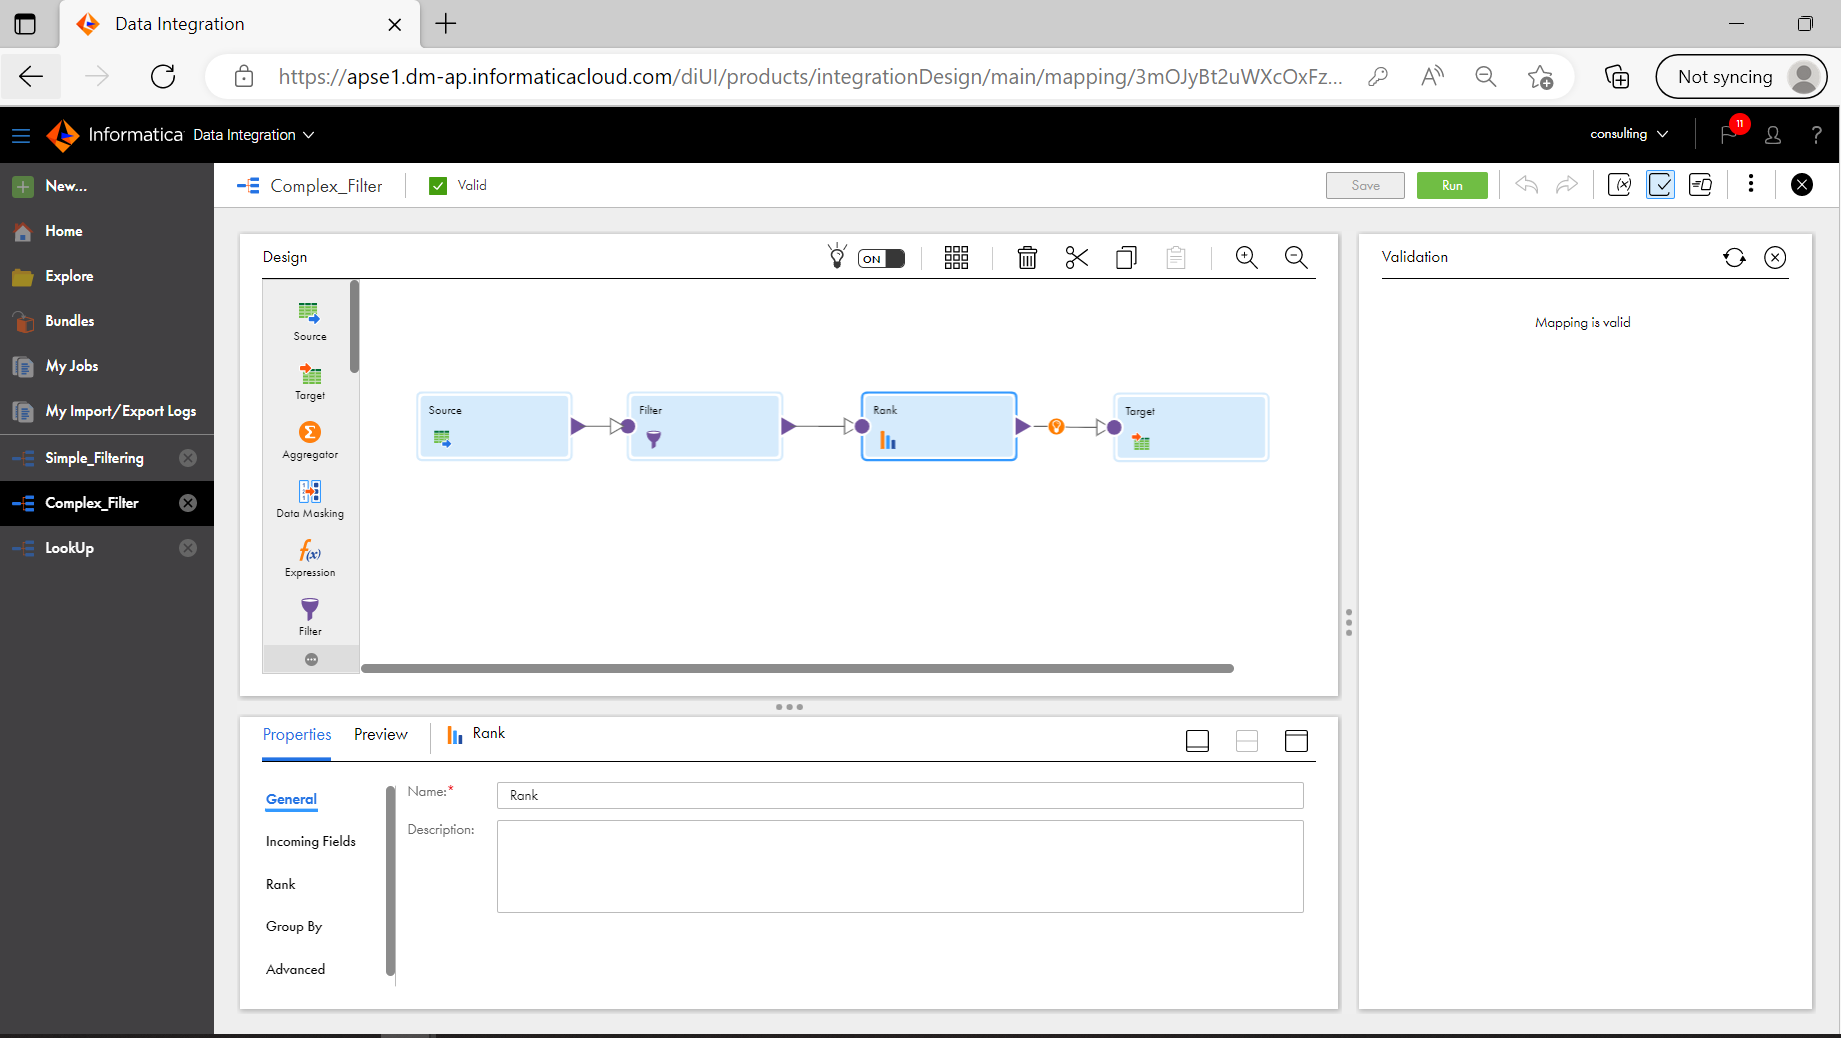 Data Integration
https://apse1.dm-ap.informaticacloud.com/diUI/products/integrationDesign/main/mapping/3mOJyBt2uWXcOxFz...
Not syncing
Informatica Data Integration
consulting
11
?
New...
Home
Explore
Bundles
My Jobs
My Import/Export Logs
Simple_Filtering
Complex_Filter
LookUp
Complex_Filter
Valid
Save
Run
Design
ON
Source
Target
Aggregator
Data Masking
f(x)
Expression
Filter
Source
Filter
Rank
Target
Validation
Mapping is valid
Properties
Preview
Rank
General
Incoming Fields
Rank
Group By
Advanced
Name:*
Rank
Description: